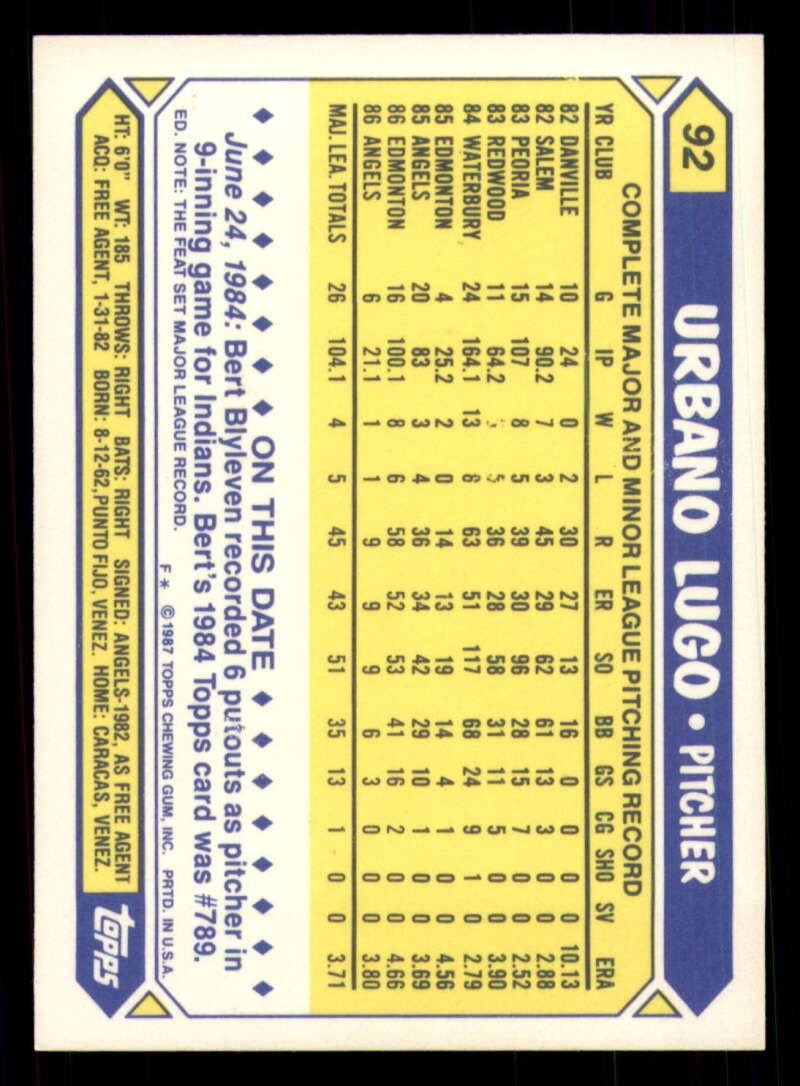 92 URBANO LUGO • PITCHER
COMPLETE MAJOR AND MINOR LEAGUE PITCHING RECORD
YR CLUB G IP W L R ER SO BB GS CG SHO SV ERA
82 DANVILLE 10 24 0 2 30 27 13 16 0 0 0 0 10.13
82 SALEM 14 90.2 7 3 45 29 62 61 13 3 0 0 2.88
83 PEORIA 15 107 8 5 39 30 96 28 15 7 0 0 2.52
83 REDWOOD 11 64.2 5 5 36 28 58 31 11 5 0 0 3.90
84 WATERBURY 24 164.1 13 6 63 51 117 68 24 9 1 0 2.79
85 EDMONTON 4 25.2 2 0 14 13 19 14 4 1 0 0 4.56
85 ANGELS 20 83 3 4 36 34 42 29 10 1 0 0 3.69
86 EDMONTON 16 100.1 8 6 58 52 53 41 16 2 0 0 4.66
86 ANGELS 6 21.1 1 1 9 9 9 6 3 0 0 0 3.80
MAJ. LEA. TOTALS 26 104.1 4 5 45 43 51 35 13 1 0 0 3.71
ON THIS DATE
June 24, 1984: Bert Blyleven recorded 6 putouts as pitcher in
9-inning game for Indians. Bert's 1984 Topps card was #789.
ED. NOTE: THE FEAT SET MAJOR LEAGUE RECORD. F* ©1987 TOPPS CHEWING GUM, INC. PRTD. IN U.S.A.
HT: 6'0" WT: 185 THROWS: RIGHT BATS: RIGHT SIGNED: ANGELS-1982, AS FREE AGENT
ACQ: FREE AGENT, 1-31-82 BORN: 8-12-62, PUNTO FIJO, VENEZ. HOME: CARACAS, VENEZ.
topps